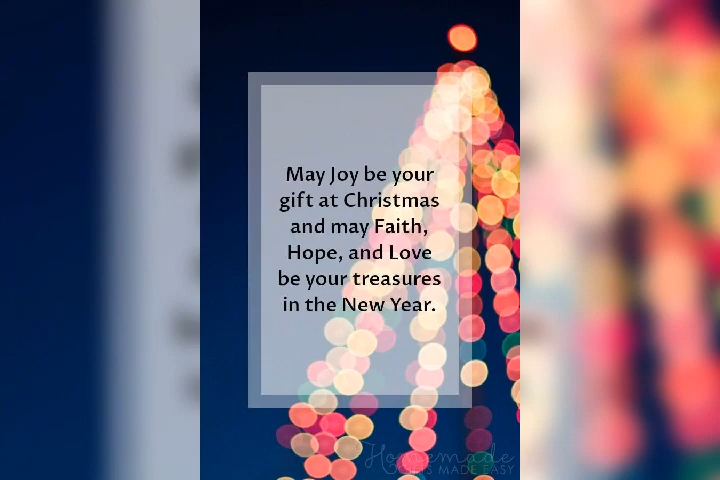 May Joy be your
gift at Christmas
and may Faith,
Hope, and Love
be your treasures
in the New Year.
Homemade
GIFTS MADE EASY